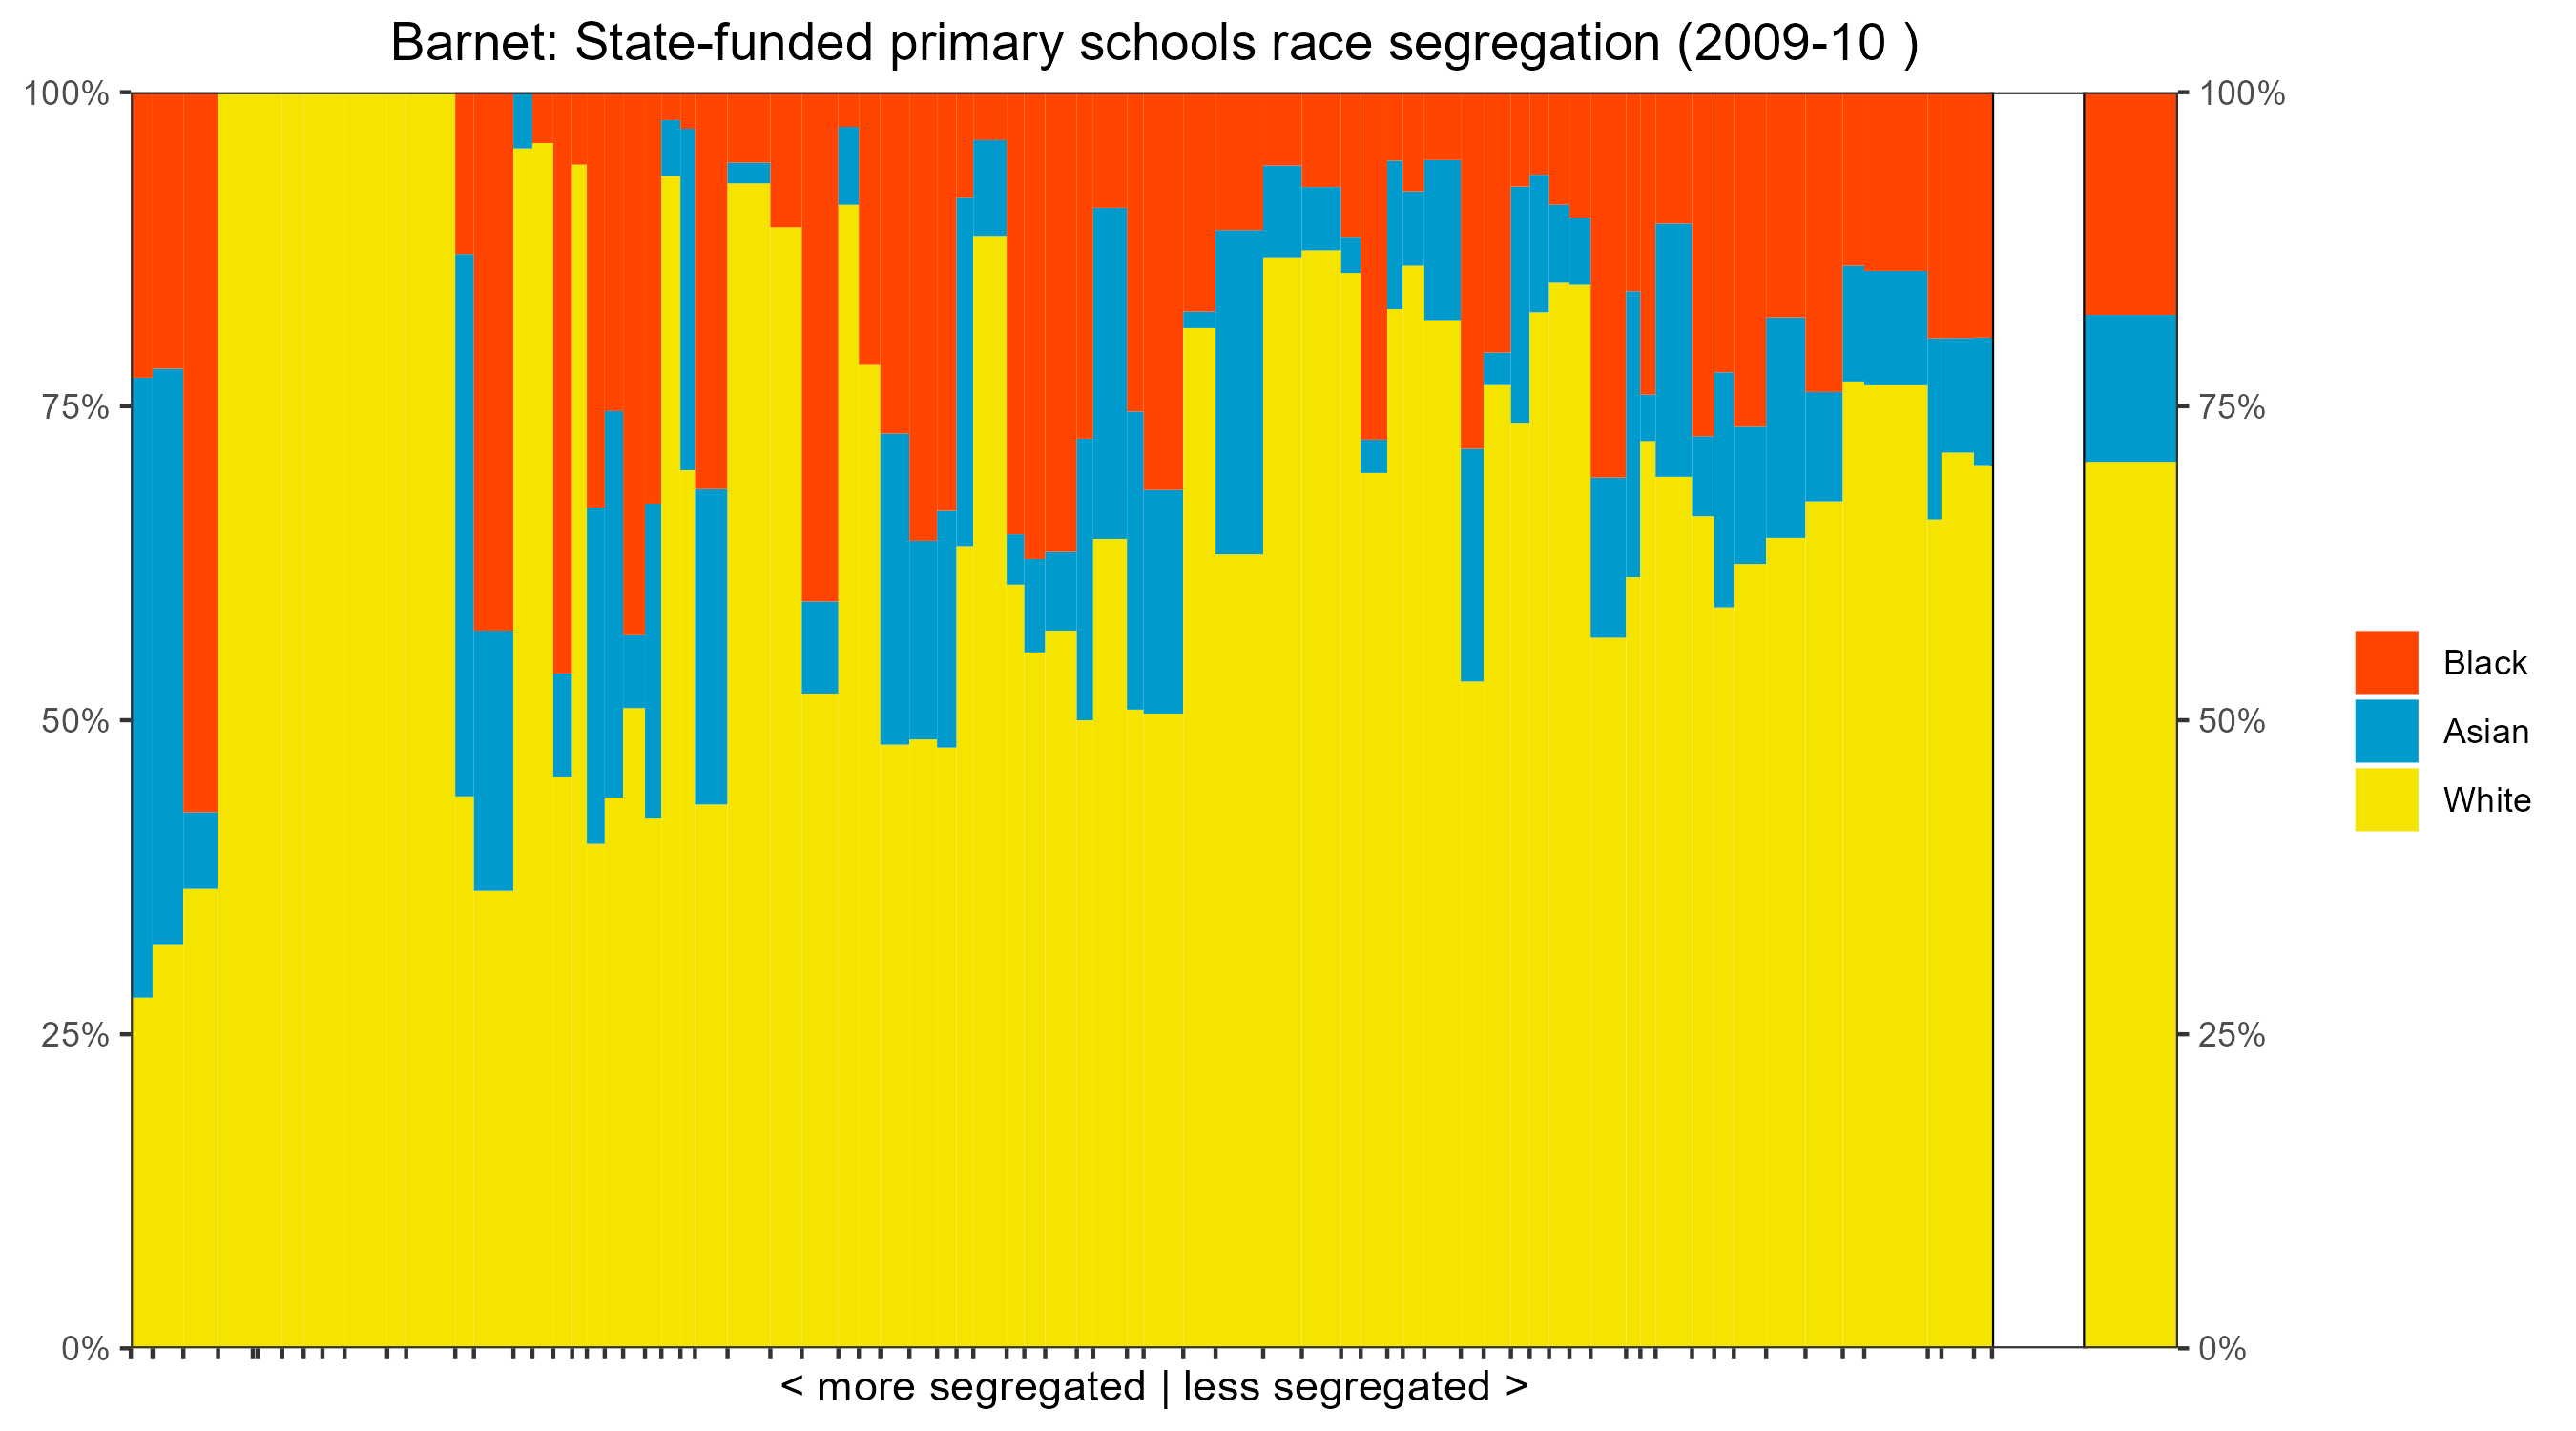 Barnet: State-funded primary schools race segregation (2009-10 )
100%
75%
50%
25%
0%
100%
75%
50%
25%
0%
Black
Asian
White
< more segregated | less segregated >